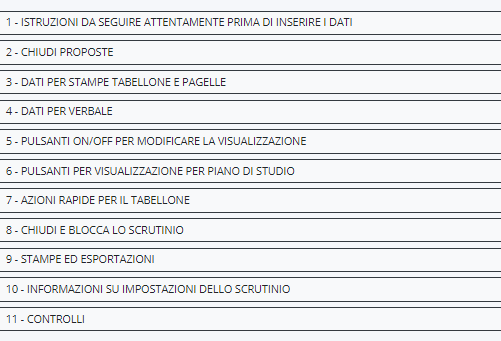 1 - ISTRUZIONI DA SEGUIRE ATTENTAMENTE PRIMA DI INSERIRE I DATI
2 - CHIUDI PROPOSTE
3 - DATI PER STAMPE TABELLONE E PAGELLE
4 - DATI PER VERBALE
5 - PULSANTI ON/OFF PER MODIFICARE LA VISUALIZZAZIONE
6 - PULSANTI PER VISUALIZZAZIONE PER PIANO DI STUDIO
7 - AZIONI RAPIDE PER IL TABELLONE
8 - CHIUDI E BLOCCA LO SCRUTINIO
9 - STAMPE ED ESPORTAZIONI
10 - INFORMAZIONI SU IMPOSTAZIONI DELLO SCRUTINIO
11 - CONTROLLI